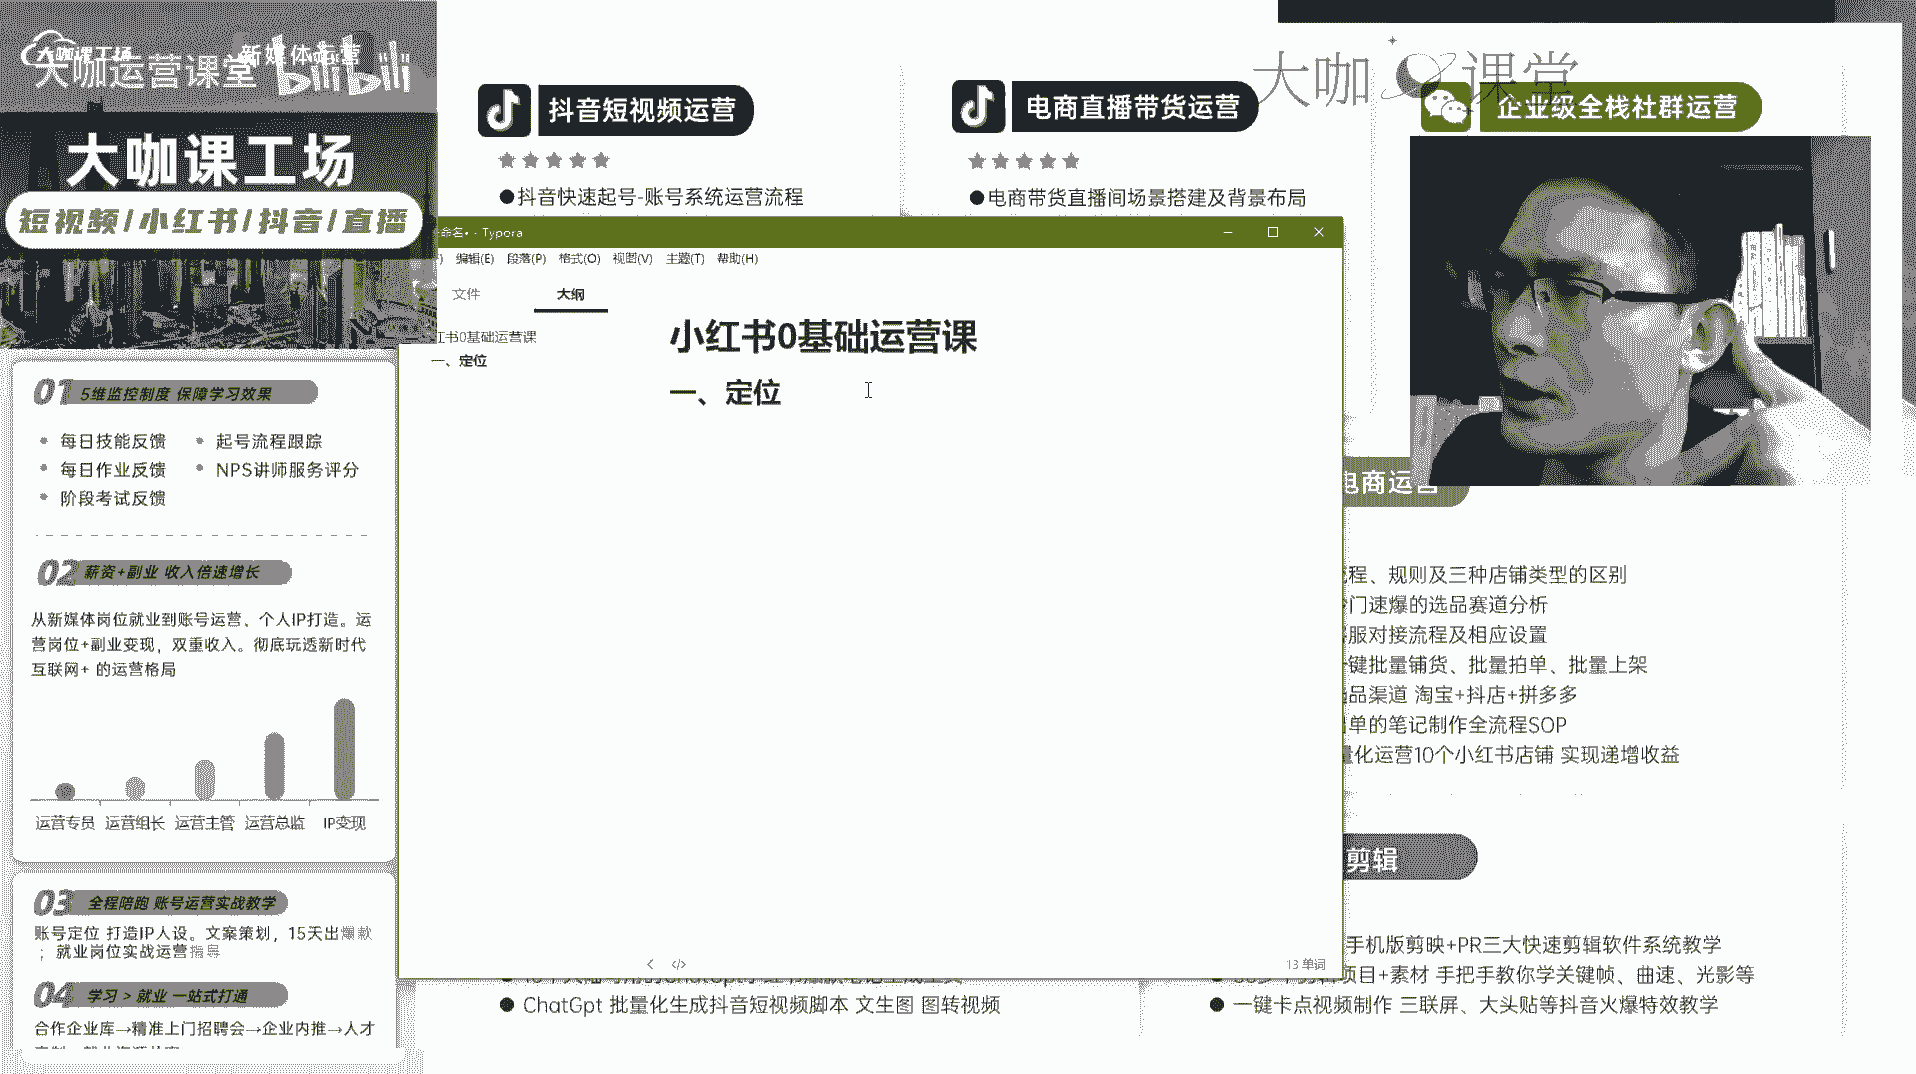 大咖课工场
新媒体运营
大咖运营课堂
bilibili
大咖课工场
短视频/小红书/抖音/直播
01 5维监控制度 保障学习效果
每日技能反馈
起号流程跟踪
每日作业反馈
NPS讲师服务评分
阶段考试反馈
02 薪资+副业 收入倍速增长
从新媒体岗位就业到账号运营、个人IP打造。运
营岗位+副业变现，双重收入。彻底玩透新时代
互联网+ 的运营格局
运营专员 运营组长 运营主管 运营总监 IP变现
03 全程陪跑 账号运营实战教学
账号定位 打造IP人设。文案策划，15天出爆款
；就业岗位实战运营指导
04 学习 > 就业 一站式打通
合作企业库→精准上门招聘会→企业内推→人才
抖音短视频运营
●抖音快速起号-账号系统运营流程
电商直播带货运营
●电商带货直播间场景搭建及背景布局
大咖课堂
企业级全栈社群运营
命名• - Typora
编辑(E) 段落(P) 格式(O) 视图(V) 主题(T) 帮助(H)
文件 大纲
书0基础运营课
一、定位
小红书0基础运营课
一、定位
13 单词
电商运营
程、规则及三种店铺类型的区别
门速爆的选品赛道分析
服对接流程及相应设置
键批量铺货、批量拍单、批量上架
品渠道 淘宝+抖店+拼多多
单的笔记制作全流程SOP
量化运营10个小红书店铺 实现递增收益
剪辑
手机版剪映+PR三大快速剪辑软件系统教学
项目+素材 手把手教你学关键帧、曲速、光影等
● 一键卡点视频制作 三联屏、大头贴等抖音火爆特效教学
● ChatGpt 批量化生成抖音短视频脚本 文生图 图转视频